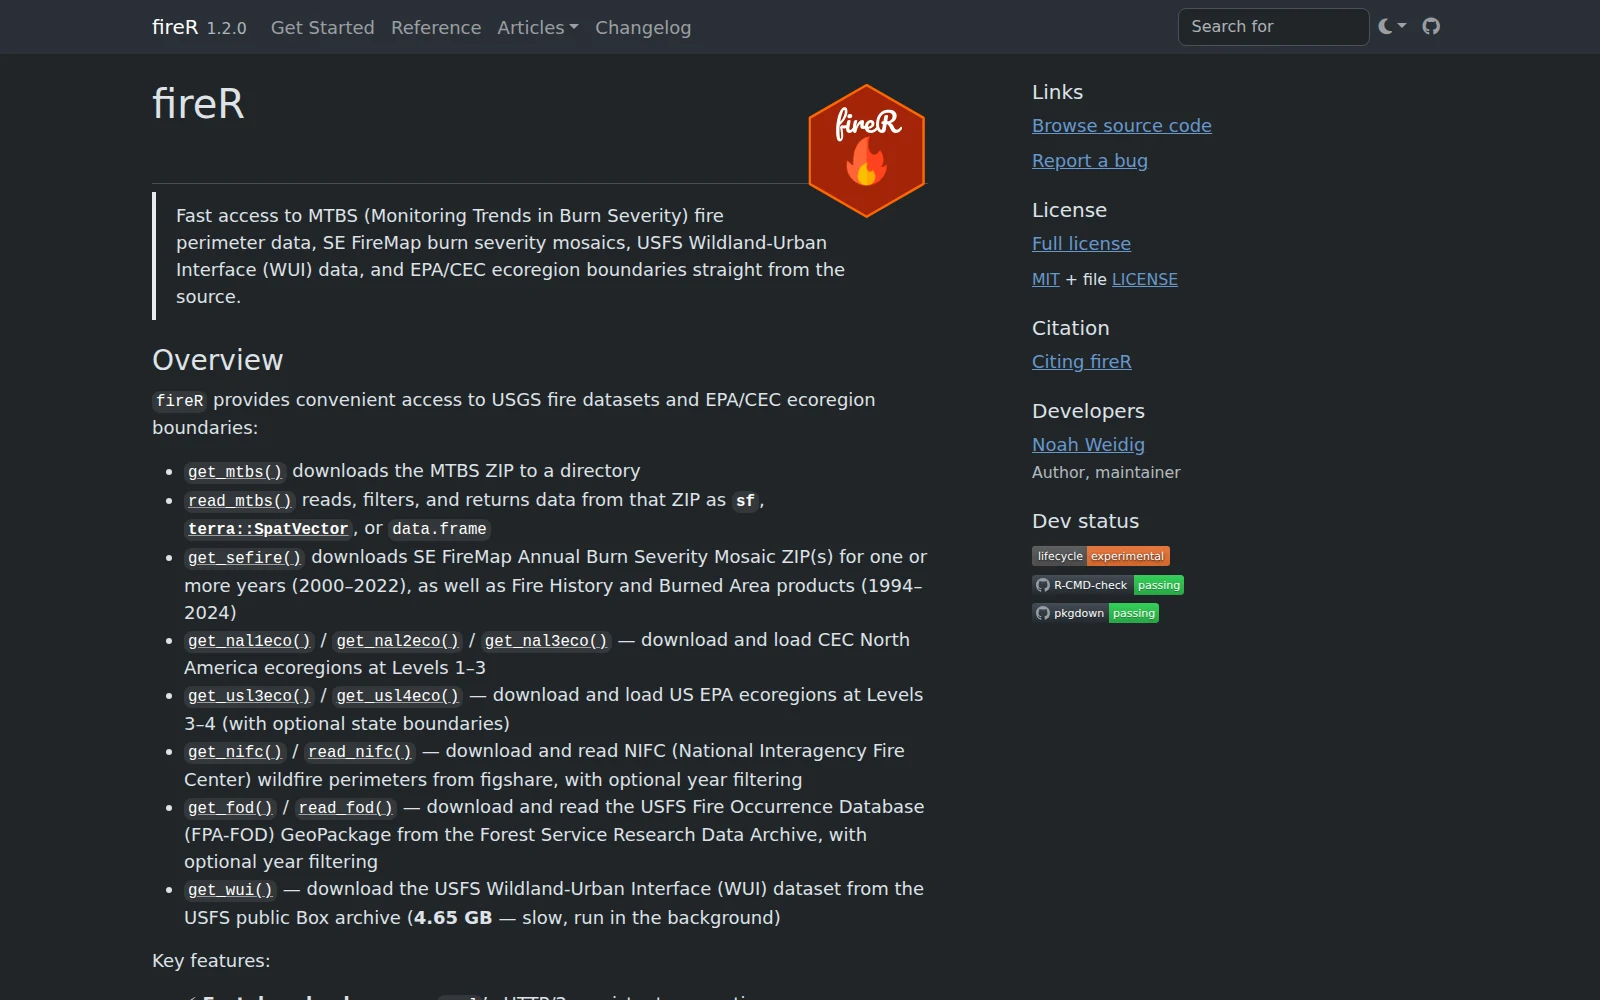 fireR 1.2.0 Get Started Reference Articles Changelog Search for
fireR
fireR
Fast access to MTBS (Monitoring Trends in Burn Severity) fire
perimeter data, SE FireMap burn severity mosaics, USFS Wildland-Urban
Interface (WUI) data, and EPA/CEC ecoregion boundaries straight from the
source.
Overview
fireR provides convenient access to USGS fire datasets and EPA/CEC ecoregion
boundaries:
• get_mtbs() downloads the MTBS ZIP to a directory
• read_mtbs() reads, filters, and returns data from that ZIP as sf,
terra::SpatVector, or data.frame
• get_sefire() downloads SE FireMap Annual Burn Severity Mosaic ZIP(s) for one or
more years (2000–2022), as well as Fire History and Burned Area products (1994–
2024)
• get_nal1eco() / get_nal2eco() / get_nal3eco() — download and load CEC North
America ecoregions at Levels 1–3
• get_usl3eco() / get_usl4eco() — download and load US EPA ecoregions at Levels
3–4 (with optional state boundaries)
• get_nifc() / read_nifc() — download and read NIFC (National Interagency Fire
Center) wildfire perimeters from figshare, with optional year filtering
• get_fod() / read_fod() — download and read the USFS Fire Occurrence Database
(FPA-FOD) GeoPackage from the Forest Service Research Data Archive, with
optional year filtering
• get_wui() — download the USFS Wildland-Urban Interface (WUI) dataset from the
USFS public Box archive (4.65 GB — slow, run in the background)
Key features:
Links
Browse source code
Report a bug
License
Full license
MIT + file LICENSE
Citation
Citing fireR
Developers
Noah Weidig
Author, maintainer
Dev status
lifecycle experimental
R-CMD-check passing
pkgdown passing